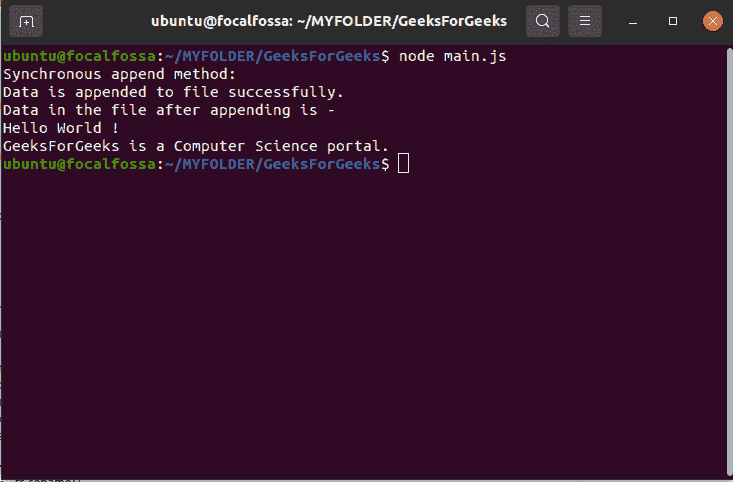 ubuntu@focalfossa: ~/MYFOLDER/GeeksForGeeks
ubuntu@focalfossa:~/MYFOLDER/GeeksForGeeks$ node main.js
Synchronous append method:
Data is appended to file successfully.
Data in the file after appending is -
Hello World !
GeeksForGeeks is a Computer Science portal.
ubuntu@focalfossa:~/MYFOLDER/GeeksForGeeks$